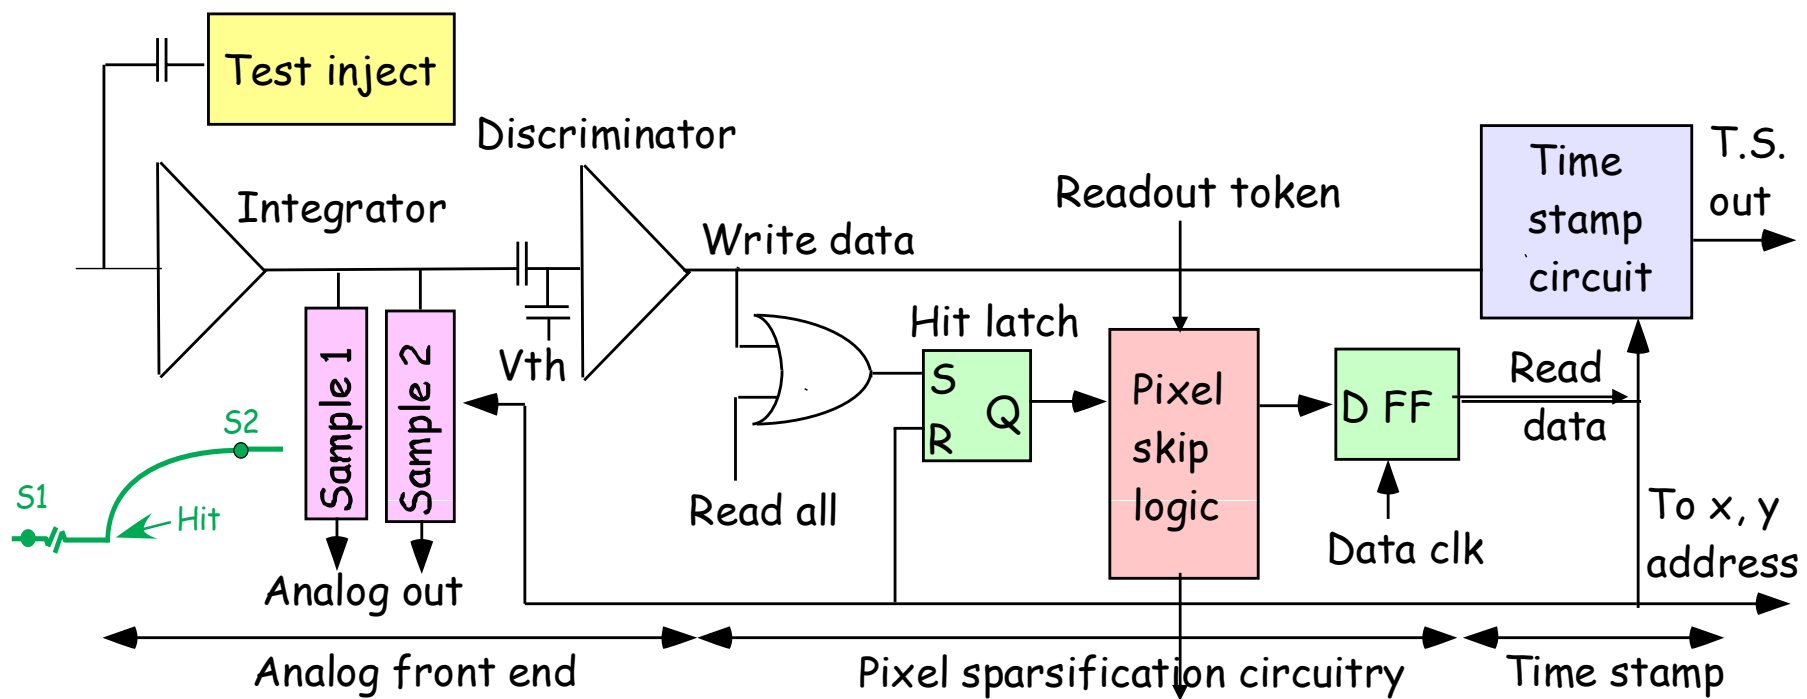 Test inject
Discriminator
Integrator
Write data
Readout token
Time
stamp
circuit
T.S.
out
Hit latch
Vth
Sample 1
Sample 2
S
R
Q
Pixel
skip
logic
D FF
Read
data
S2
S1
Hit
Read all
Data clk
To x, y
address
Analog out
Analog front end
Pixel sparsification circuitry
Time stamp